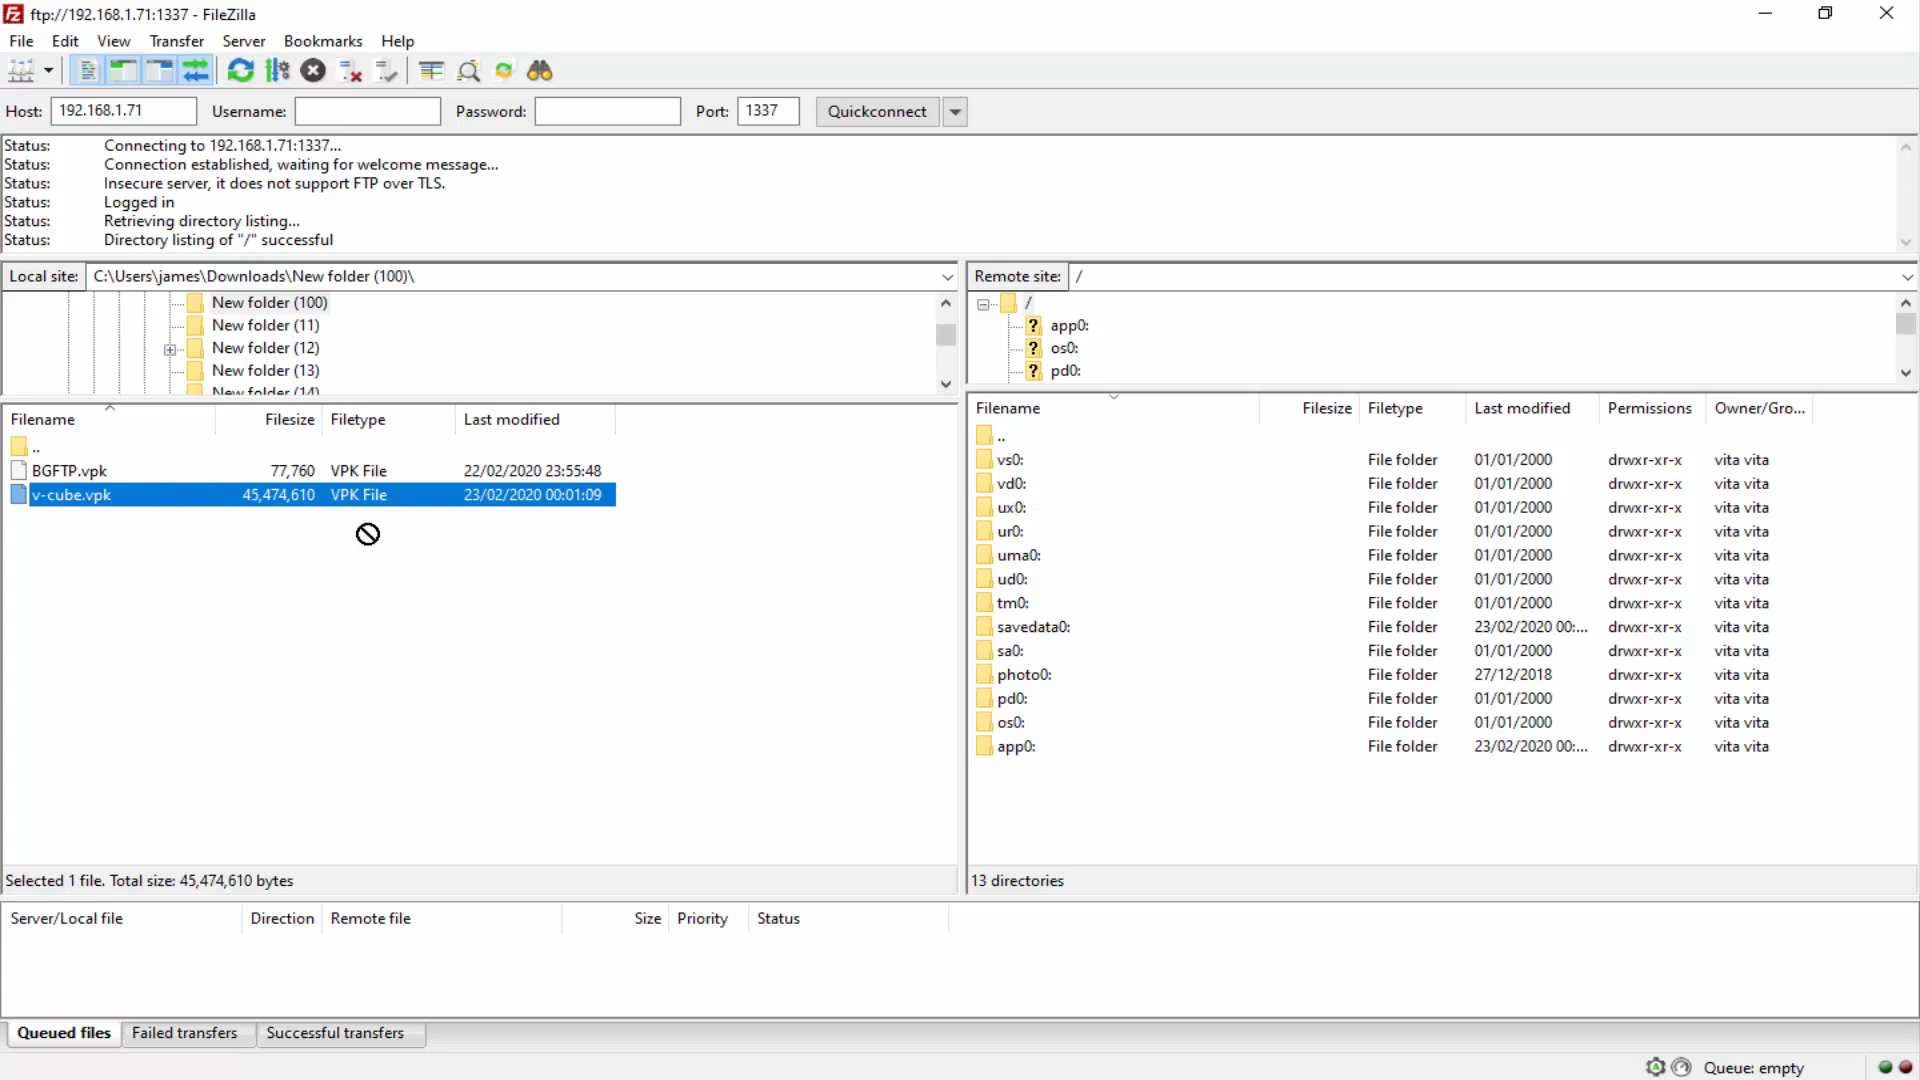 ftp://192.168.1.71:1337 - FileZilla
File Edit View Transfer Server Bookmarks Help
Host: 192.168.1.71 Username: Password: Port: 1337 Quickconnect
Status: Connecting to 192.168.1.71:1337...
Status: Connection established, waiting for welcome message...
Status: Insecure server, it does not support FTP over TLS.
Status: Logged in
Status: Retrieving directory listing...
Status: Directory listing of "/" successful
Local site: C:\Users\james\Downloads\New folder (100)\
New folder (100)
New folder (11)
New folder (12)
New folder (13)
New folder (14)
Filename Filesize Filetype Last modified
..
BGFTP.vpk 77,760 VPK File 22/02/2020 23:55:48
v-cube.vpk 45,474,610 VPK File 23/02/2020 00:01:09
Selected 1 file. Total size: 45,474,610 bytes
Remote site: /
/
? app0:
? os0:
? pd0:
Filename Filesize Filetype Last modified Permissions Owner/Gro...
..
vs0: File folder 01/01/2000 drwxr-xr-x vita vita
vd0: File folder 01/01/2000 drwxr-xr-x vita vita
ux0: File folder 01/01/2000 drwxr-xr-x vita vita
ur0: File folder 01/01/2000 drwxr-xr-x vita vita
uma0: File folder 01/01/2000 drwxr-xr-x vita vita
ud0: File folder 01/01/2000 drwxr-xr-x vita vita
tm0: File folder 01/01/2000 drwxr-xr-x vita vita
savedata0: File folder 23/02/2020 00:... drwxr-xr-x vita vita
sa0: File folder 01/01/2000 drwxr-xr-x vita vita
photo0: File folder 27/12/2018 drwxr-xr-x vita vita
pd0: File folder 01/01/2000 drwxr-xr-x vita vita
os0: File folder 01/01/2000 drwxr-xr-x vita vita
app0: File folder 23/02/2020 00:... drwxr-xr-x vita vita
13 directories
Server/Local file Direction Remote file Size Priority Status
Queued files Failed transfers Successful transfers
Queue: empty